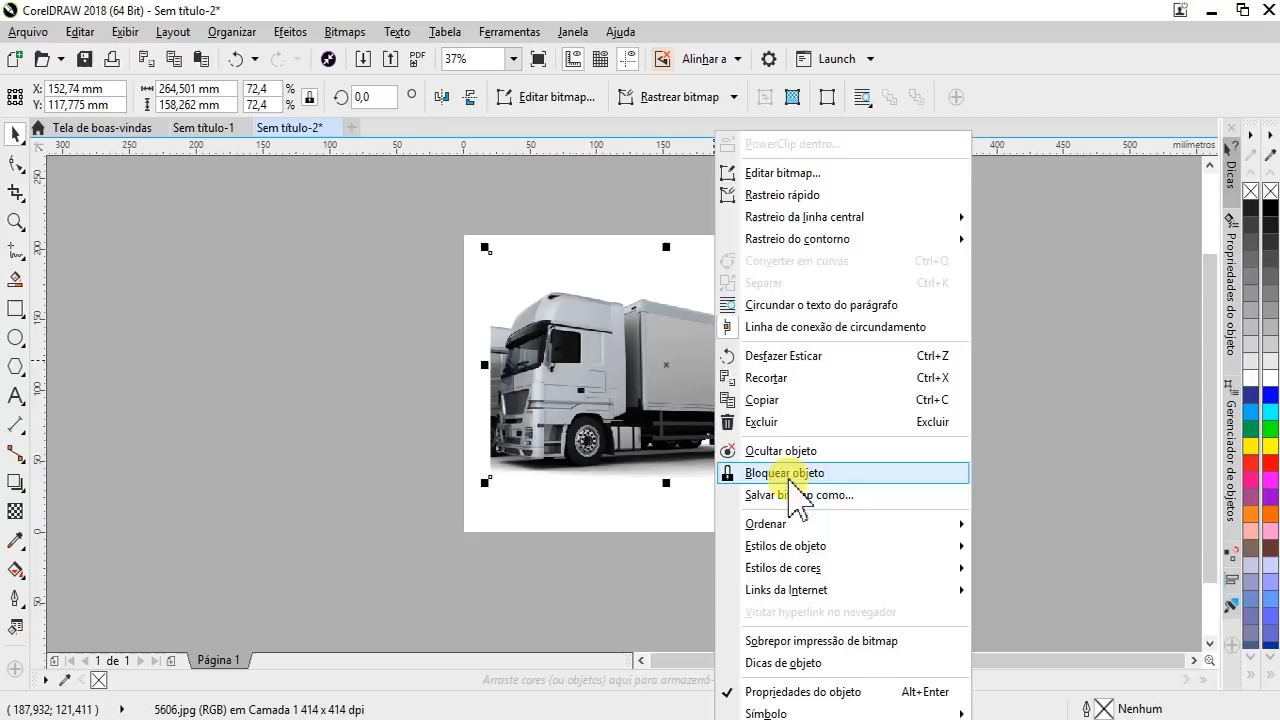 CorelDRAW 2018 (64 Bit) - Sem título-2*
Arquivo Editar Exibir Layout Organizar Efeitos Bitmaps Texto Tabela Ferramentas Janela Ajuda
PDF 37% Alinhar a Launch
X: 152,74 mm 264,501 mm 72,4 % 0,0 ° Editar bitmap... Rastrear bitmap
Y: 117,775 mm 158,262 mm 72,4 %
Tela de boas-vindas Sem título-1 Sem título-2*
300 250 200 150 100 50 0 50 100 150 400 450 500 milímetros
PowerClip dentro...
Editar bitmap...
Rastreio rápido
Rastreio da linha central
Rastreio do contorno
Converter em curvas Ctrl+Q
Separar Ctrl+K
Circundar o texto do parágrafo
Linha de conexão de circundamento
Desfazer Esticar Ctrl+Z
Recortar Ctrl+X
Copiar Ctrl+C
Excluir Excluir
Ocultar objeto
Bloquear objeto
Salvar bitmap como...
Ordenar
Estilos de objeto
Estilos de cores
Links da Internet
Visitar hyperlink no navegador
Sobrepor impressão de bitmap
Dicas de objeto
Propriedades do objeto Alt+Enter
Símbolo
Dicas
Propriedades do objeto
Gerenciador de objetos
1 de 1 Página 1
Arraste cores (ou objetos) aqui para armazená-
( 187,932; 121,411 ) 5606.jpg (RGB) em Camada 1 414 x 414 dpi Nenhum